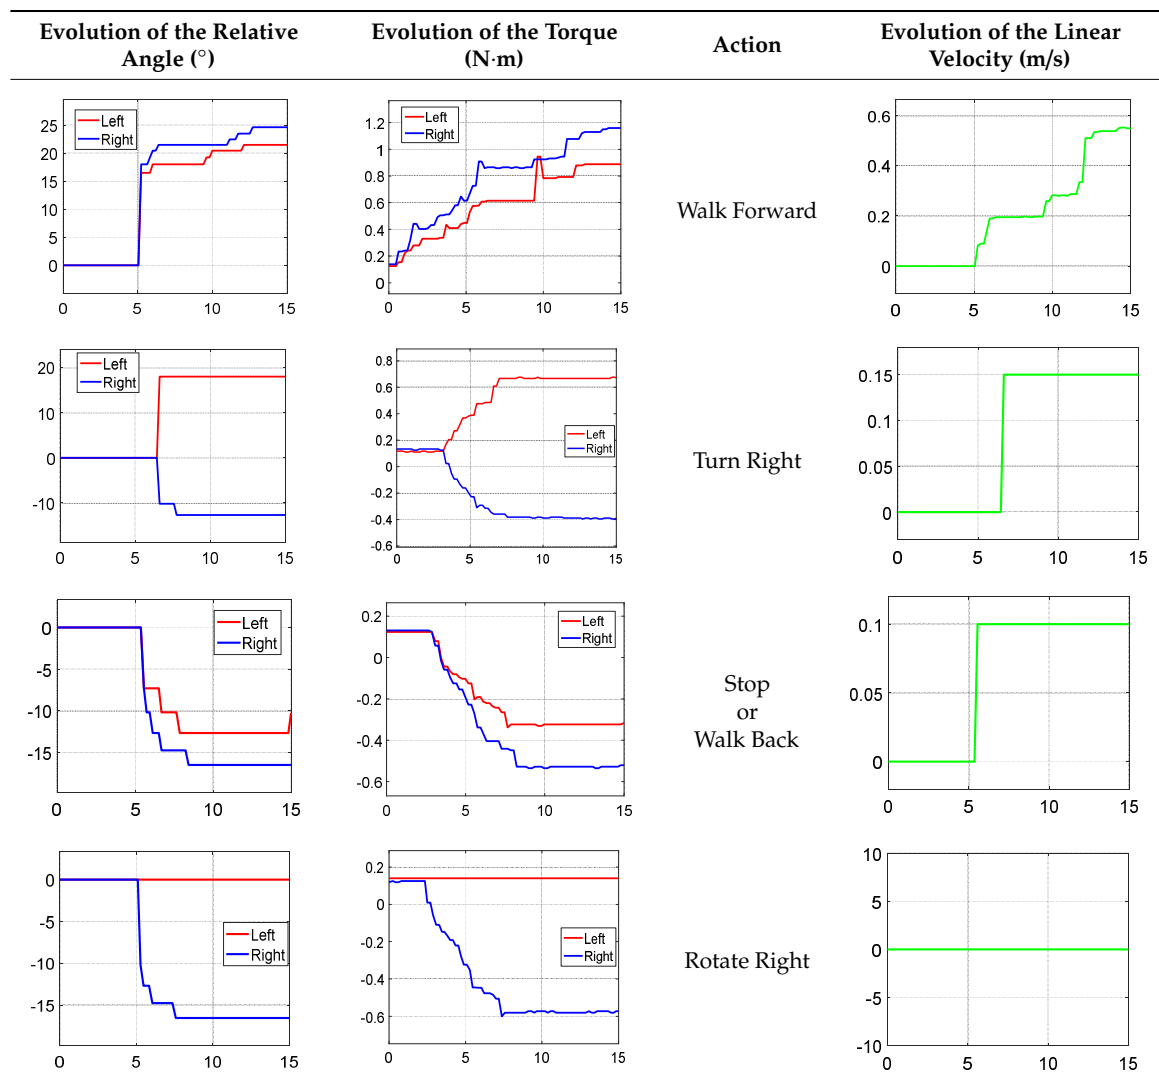 Evolution of the Relative
Angle (°)
Evolution of the Torque
(N·m)
Action
Evolution of the Linear
Velocity (m/s)
Left
Right
25
20
15
10
5
0
0 5 10 15
Left
Right
1.2
1
0.8
0.6
0.4
0.2
0
0 5 10 15
Walk Forward
0.6
0.4
0.2
0
0 5 10 15
Left
Right
20
10
0
-10
0 5 10 15
0.8
0.6
0.4
0.2
0
-0.2
-0.4
-0.6
Left
Right
0 5 10 15
Turn Right
0.15
0.1
0.05
0
0 5 10 15
Left
Right
0
-5
-10
-15
0 5 10 15
Left
Right
0.2
0
-0.2
-0.4
-0.6
0 5 10 15
Stop
or
Walk Back
0.1
0.05
0
0 5 10 15
0
-5
-10
-15
Left
Right
0 5 10 15
0.2
0
-0.2
-0.4
-0.6
Left
Right
0 5 10 15
Rotate Right
10
5
0
-5
-10
0 5 10 15